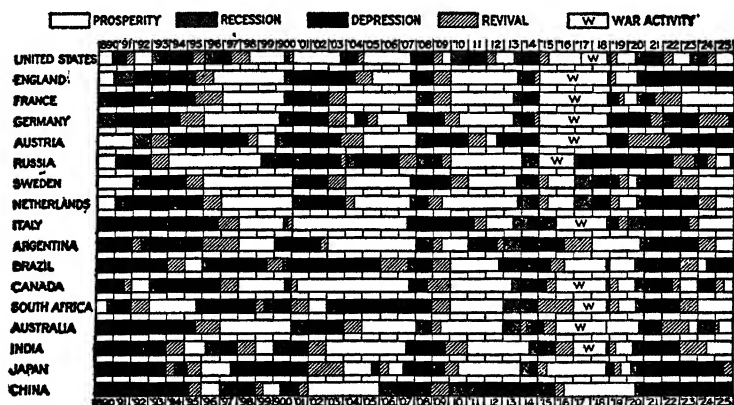 PROSPERITY RECESSION DEPRESSION REVIVAL W WAR ACTIVITY
1890 '91 '92 '93 '94 '95 '96 '97 '98 '99 1900 '01 '02 '03 '04 '05 '06 '07 '08 '09 '10 '11 '12 '13 '14 '15 '16 '17 '18 '19 '20 '21 '22 '23 '24 '25
UNITED STATES W
ENGLAND W
FRANCE W
GERMANY W
AUSTRIA W
RUSSIA W
SWEDEN
NETHERLANDS
ITALY W
ARGENTINA
BRAZIL
CANADA W
SOUTH AFRICA W
AUSTRALIA W
INDIA W
JAPAN
CHINA
1890 '91 '92 '93 '94 '95 '96 '97 '98 '99 1900 '01 '02 '03 '04 '05 '06 '07 '08 '09 '10 '11 '12 '13 '14 '15 '16 '17 '18 '19 '20 '21 '22 '23 '24 '25